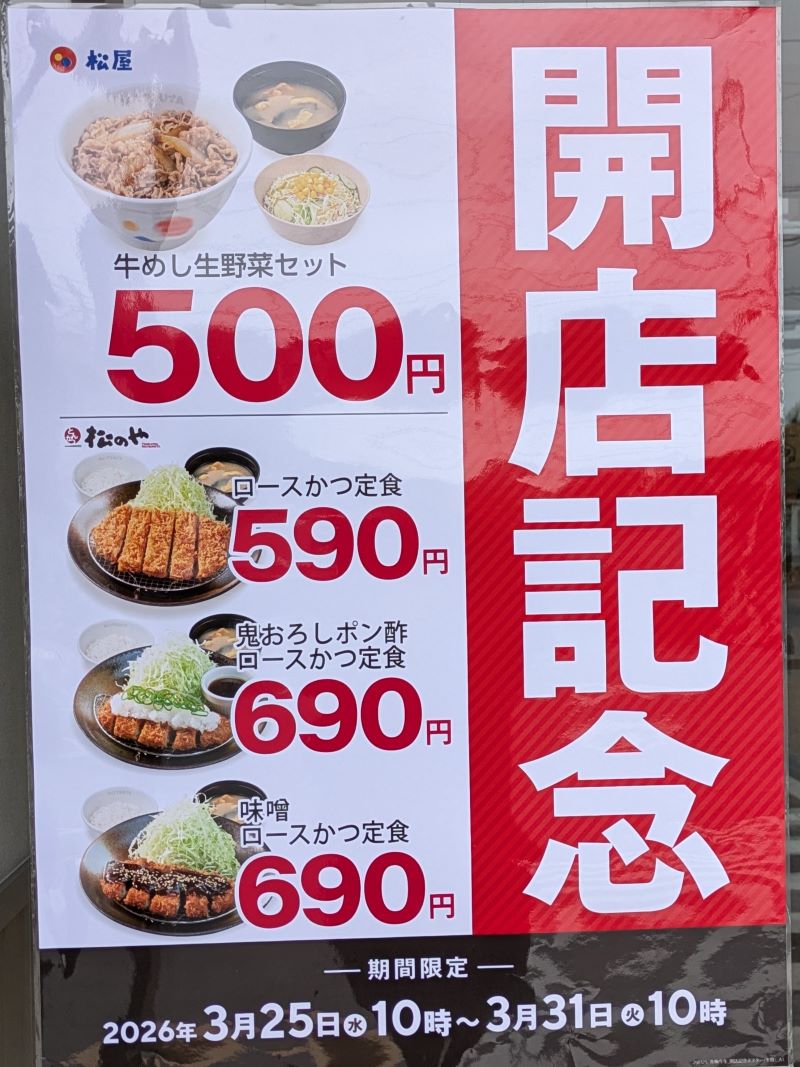 松屋
開店記念
牛めし生野菜セット
500円
松のや
ロースかつ定食
590円
鬼おろしポン酢
ロースかつ定食
690円
味噌
ロースかつ定食
690円
期間限定
2026年3月25日水10時～3月31日火10時